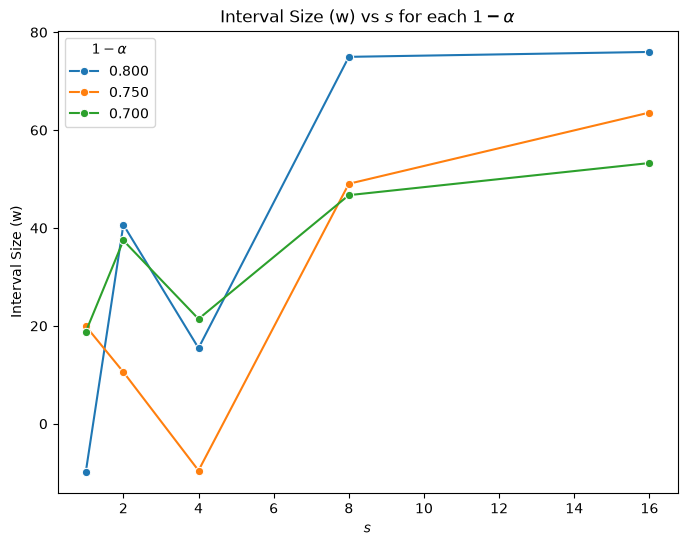 Interval Size (w) vs s for each 1 − α
1 − α
0.800
0.750
0.700
Interval Size (w)
80
60
40
20
0
2 4 6 8 10 12 14 16
s